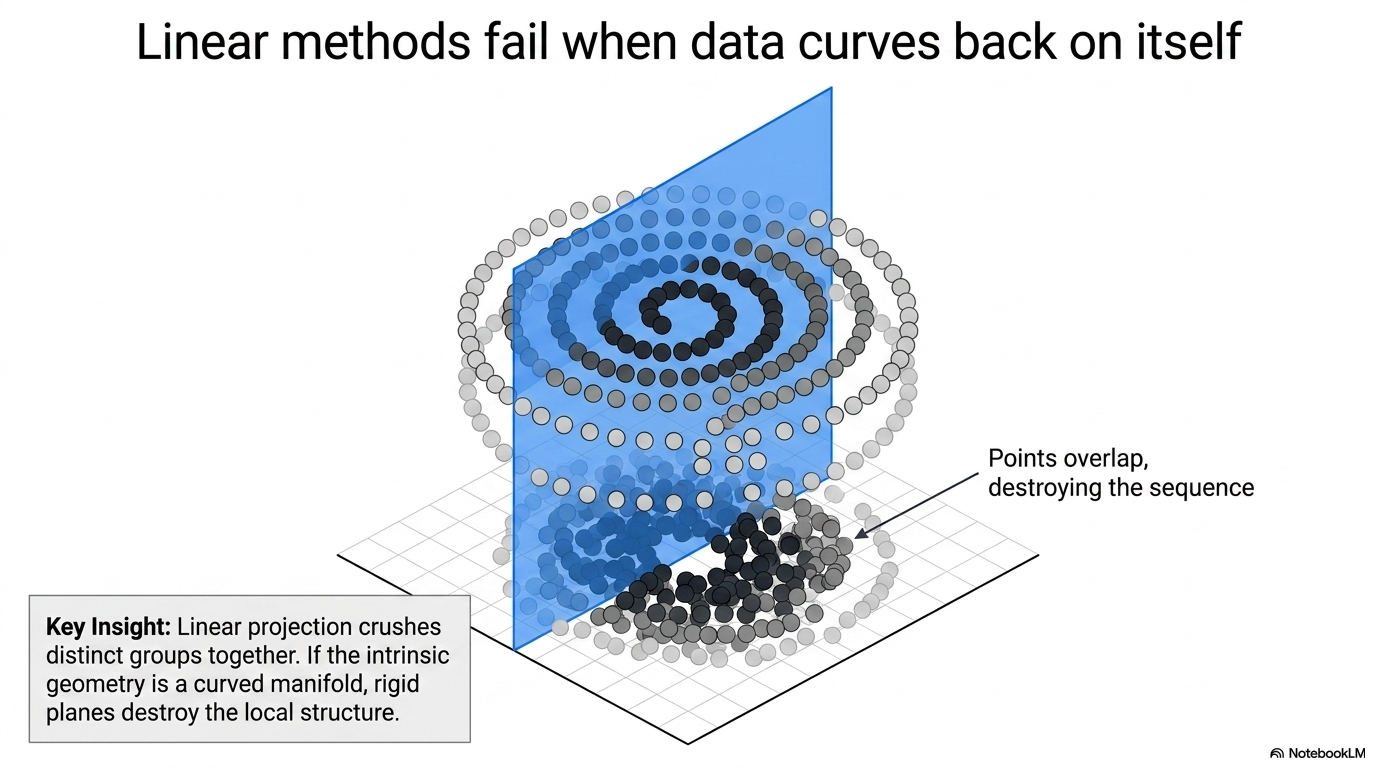 Linear methods fail when data curves back on itself
Points overlap,
destroying the sequence
Key Insight: Linear projection crushes
distinct groups together. If the intrinsic
geometry is a curved manifold, rigid
planes destroy the local structure.
NotebookLM